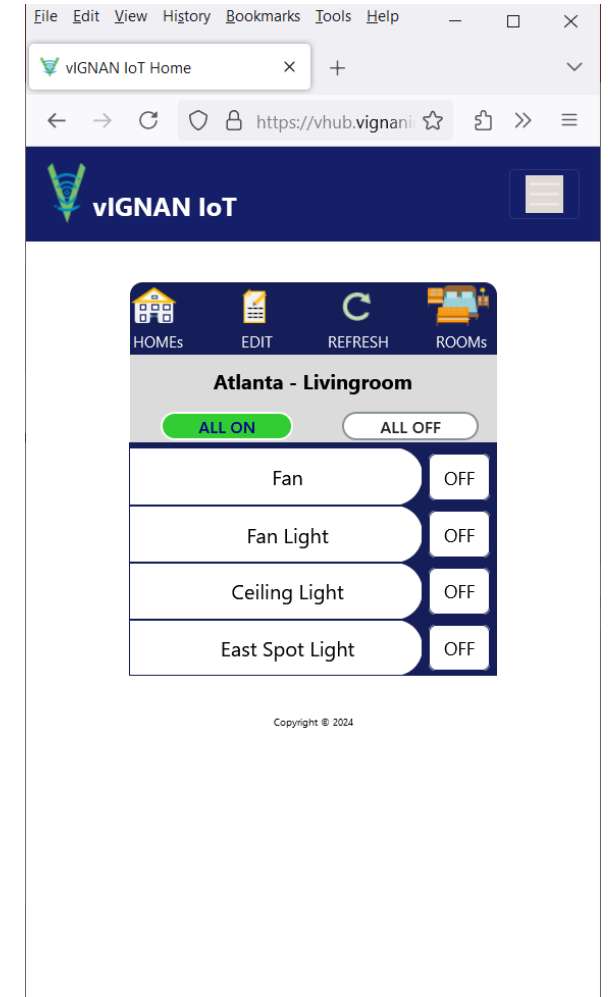 File Edit View History Bookmarks Tools Help
vIGNAN IoT Home
https://vhub.vignani
vIGNAN IoT
HOMEs EDIT REFRESH ROOMs
Atlanta - Livingroom
ALL ON ALL OFF
Fan OFF
Fan Light OFF
Ceiling Light OFF
East Spot Light OFF
Copyright © 2024